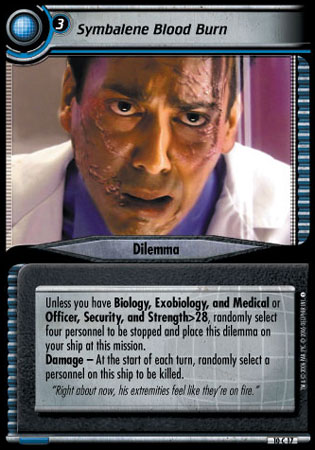 3
Symbalene Blood Burn
Dilemma
Unless you have Biology, Exobiology, and Medical or
Officer, Security, and Strength>28, randomly select
four personnel to be stopped and place this dilemma on
your ship at this mission.
Damage – At the start of each turn, randomly select a
personnel on this ship to be killed.
"Right about now, his extremities feel like they're on fire."
10 C 17